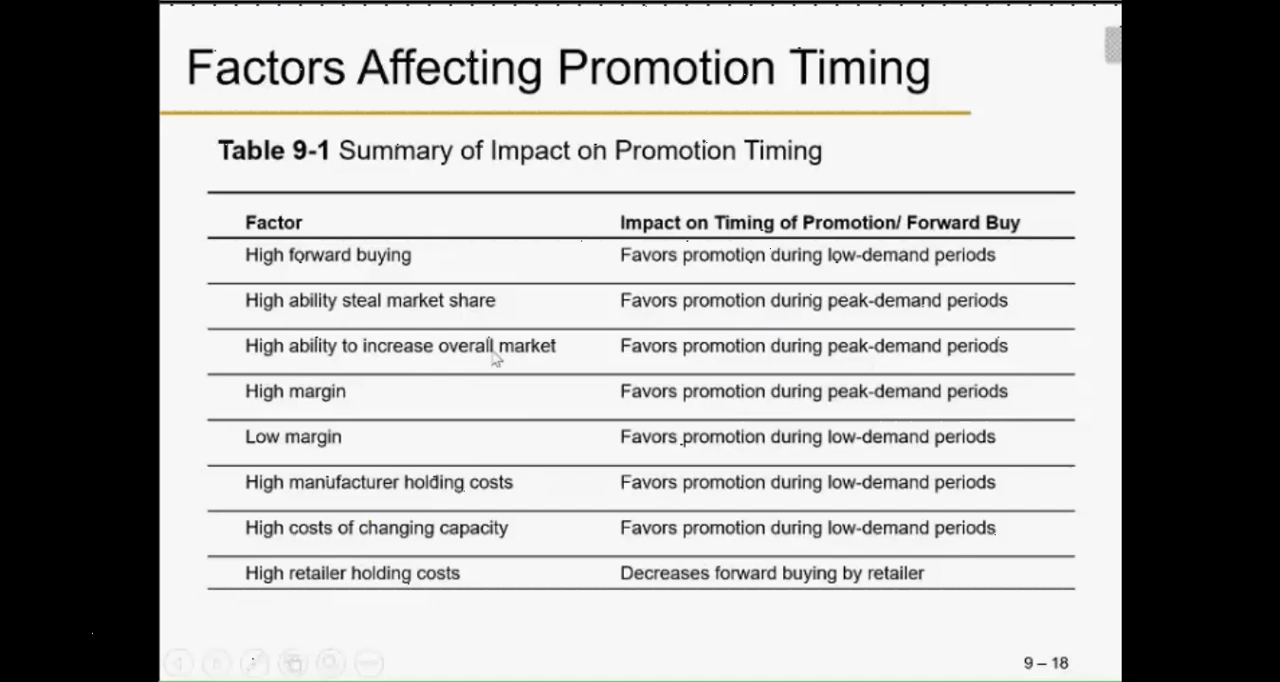 Factors Affecting Promotion Timing
Table 9-1 Summary of Impact on Promotion Timing
Factor Impact on Timing of Promotion/ Forward Buy
High forward buying Favors promotion during low-demand periods
High ability steal market share Favors promotion during peak-demand periods
High ability to increase overall market Favors promotion during peak-demand periods
High margin Favors promotion during peak-demand periods
Low margin Favors promotion during low-demand periods
High manufacturer holding costs Favors promotion during low-demand periods
High costs of changing capacity Favors promotion during low-demand periods
High retailer holding costs Decreases forward buying by retailer
9 – 18